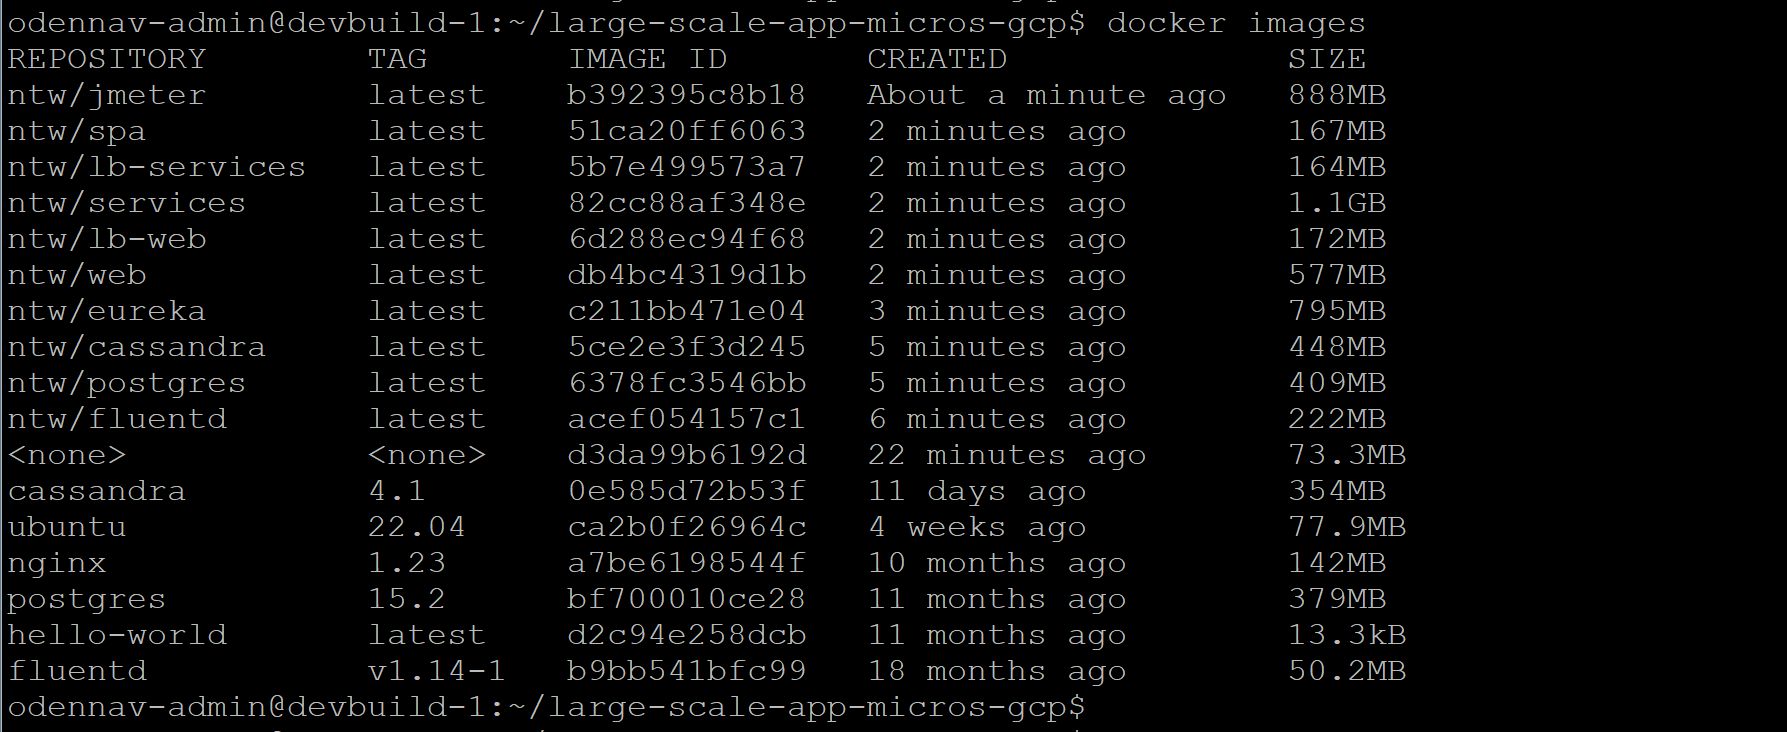 odennav-admin@devbuild-1:~/large-scale-app-micros-gcp$ docker images
REPOSITORY TAG IMAGE ID CREATED SIZE
ntw/jmeter latest b392395c8b18 About a minute ago 888MB
ntw/spa latest 51ca20ff6063 2 minutes ago 167MB
ntw/lb-services latest 5b7e499573a7 2 minutes ago 164MB
ntw/services latest 82cc88af348e 2 minutes ago 1.1GB
ntw/lb-web latest 6d288ec94f68 2 minutes ago 172MB
ntw/web latest db4bc4319d1b 2 minutes ago 577MB
ntw/eureka latest c211bb471e04 3 minutes ago 795MB
ntw/cassandra latest 5ce2e3f3d245 5 minutes ago 448MB
ntw/postgres latest 6378fc3546bb 5 minutes ago 409MB
ntw/fluentd latest acef054157c1 6 minutes ago 222MB
<none> <none> d3da99b6192d 22 minutes ago 73.3MB
cassandra 4.1 0e585d72b53f 11 days ago 354MB
ubuntu 22.04 ca2b0f26964c 4 weeks ago 77.9MB
nginx 1.23 a7be6198544f 10 months ago 142MB
postgres 15.2 bf700010ce28 11 months ago 379MB
hello-world latest d2c94e258dcb 11 months ago 13.3kB
fluentd v1.14-1 b9bb541bfc99 18 months ago 50.2MB
odennav-admin@devbuild-1:~/large-scale-app-micros-gcp$